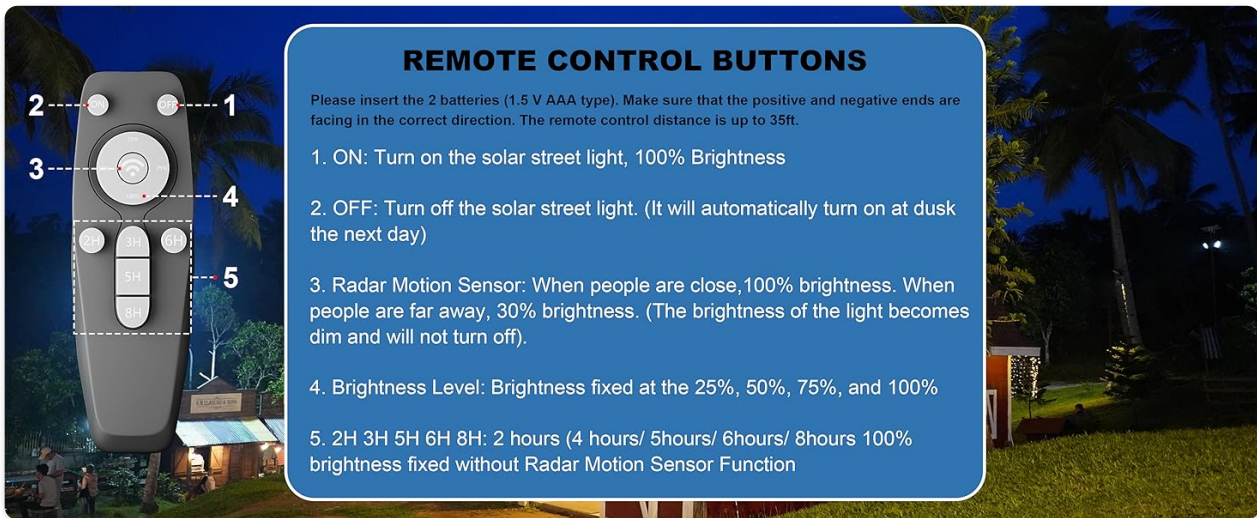 REMOTE CONTROL BUTTONS
Please insert the 2 batteries (1.5 V AAA type). Make sure that the positive and negative ends are
facing in the correct direction. The remote control distance is up to 35ft.
1. ON: Turn on the solar street light, 100% Brightness
2. OFF: Turn off the solar street light. (It will automatically turn on at dusk
the next day)
3. Radar Motion Sensor: When people are close,100% brightness. When
people are far away, 30% brightness. (The brightness of the light becomes
dim and will not turn off).
4. Brightness Level: Brightness fixed at the 25%, 50%, 75%, and 100%
5. 2H 3H 5H 6H 8H: 2 hours (4 hours/ 5hours/ 6hours/ 8hours 100%
brightness fixed without Radar Motion Sensor Function
2 ON OFF 1
3
100% 4
2H 3H 6H
5H 5
8H